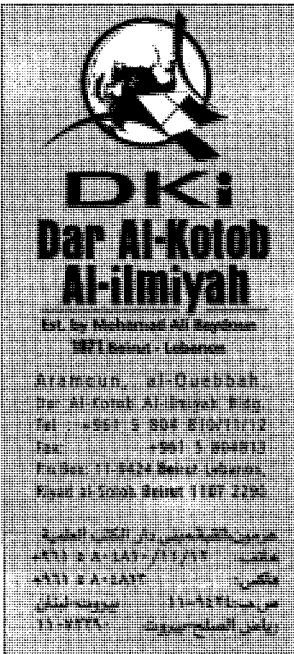 DKi
Dar Al-Kotob
Al-ilmiyah
Est. by Mohamad Ali Baydoun
1971 Beirut - Lebanon
Aramoun, al-Quebbah,
Dar Al-Kotob Al-ilmiyah Bldg.
Tel : +961 5 804 810/11/12
Fax: +961 5 804813
P.o.Box: 11-9424 Beirut-Lebanon,
Riyad al-Soloh Beirut 1107 2290
عرمون،القبة،مبنى دار الكتب العلمية
هاتف: +٩٦١ ٥ ٨٠٤٨١٠/١١/١٢
فاكس: +٩٦١ ٥ ٨٠٤٨١٣
ص.ب:٩٤٢٤-١١ بيروت-لبنان
رياض الصلح-بيروت ١١٠٧٢٢٩٠